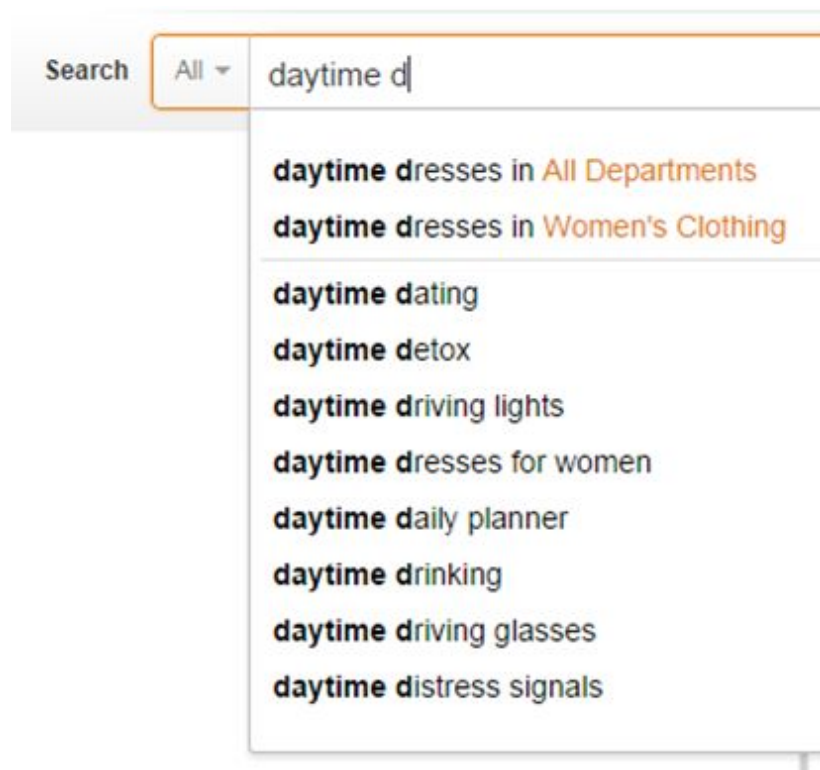 Search All daytime d
daytime dresses in All Departments
daytime dresses in Women's Clothing
daytime dating
daytime detox
daytime driving lights
daytime dresses for women
daytime daily planner
daytime drinking
daytime driving glasses
daytime distress signals